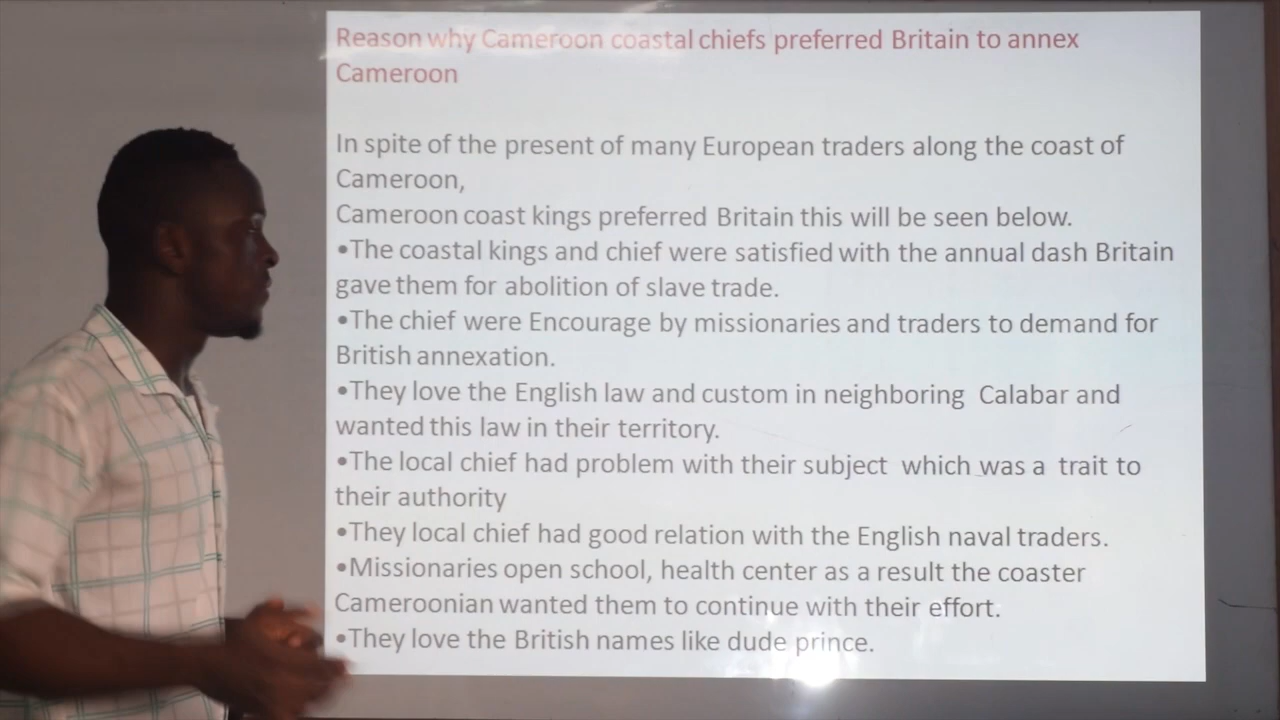 Reason why Cameroon coastal chiefs preferred Britain to annex
Cameroon
In spite of the present of many European traders along the coast of
Cameroon,
Cameroon coast kings preferred Britain this will be seen below.
•The coastal kings and chief were satisfied with the annual dash Britain
gave them for abolition of slave trade.
•The chief were Encourage by missionaries and traders to demand for
British annexation.
•They love the English law and custom in neighboring Calabar and
wanted this law in their territory.
•The local chief had problem with their subject which was a trait to
their authority
•They local chief had good relation with the English naval traders.
•Missionaries open school, health center as a result the coaster
Cameroonian wanted them to continue with their effort.
•They love the British names like dude prince.